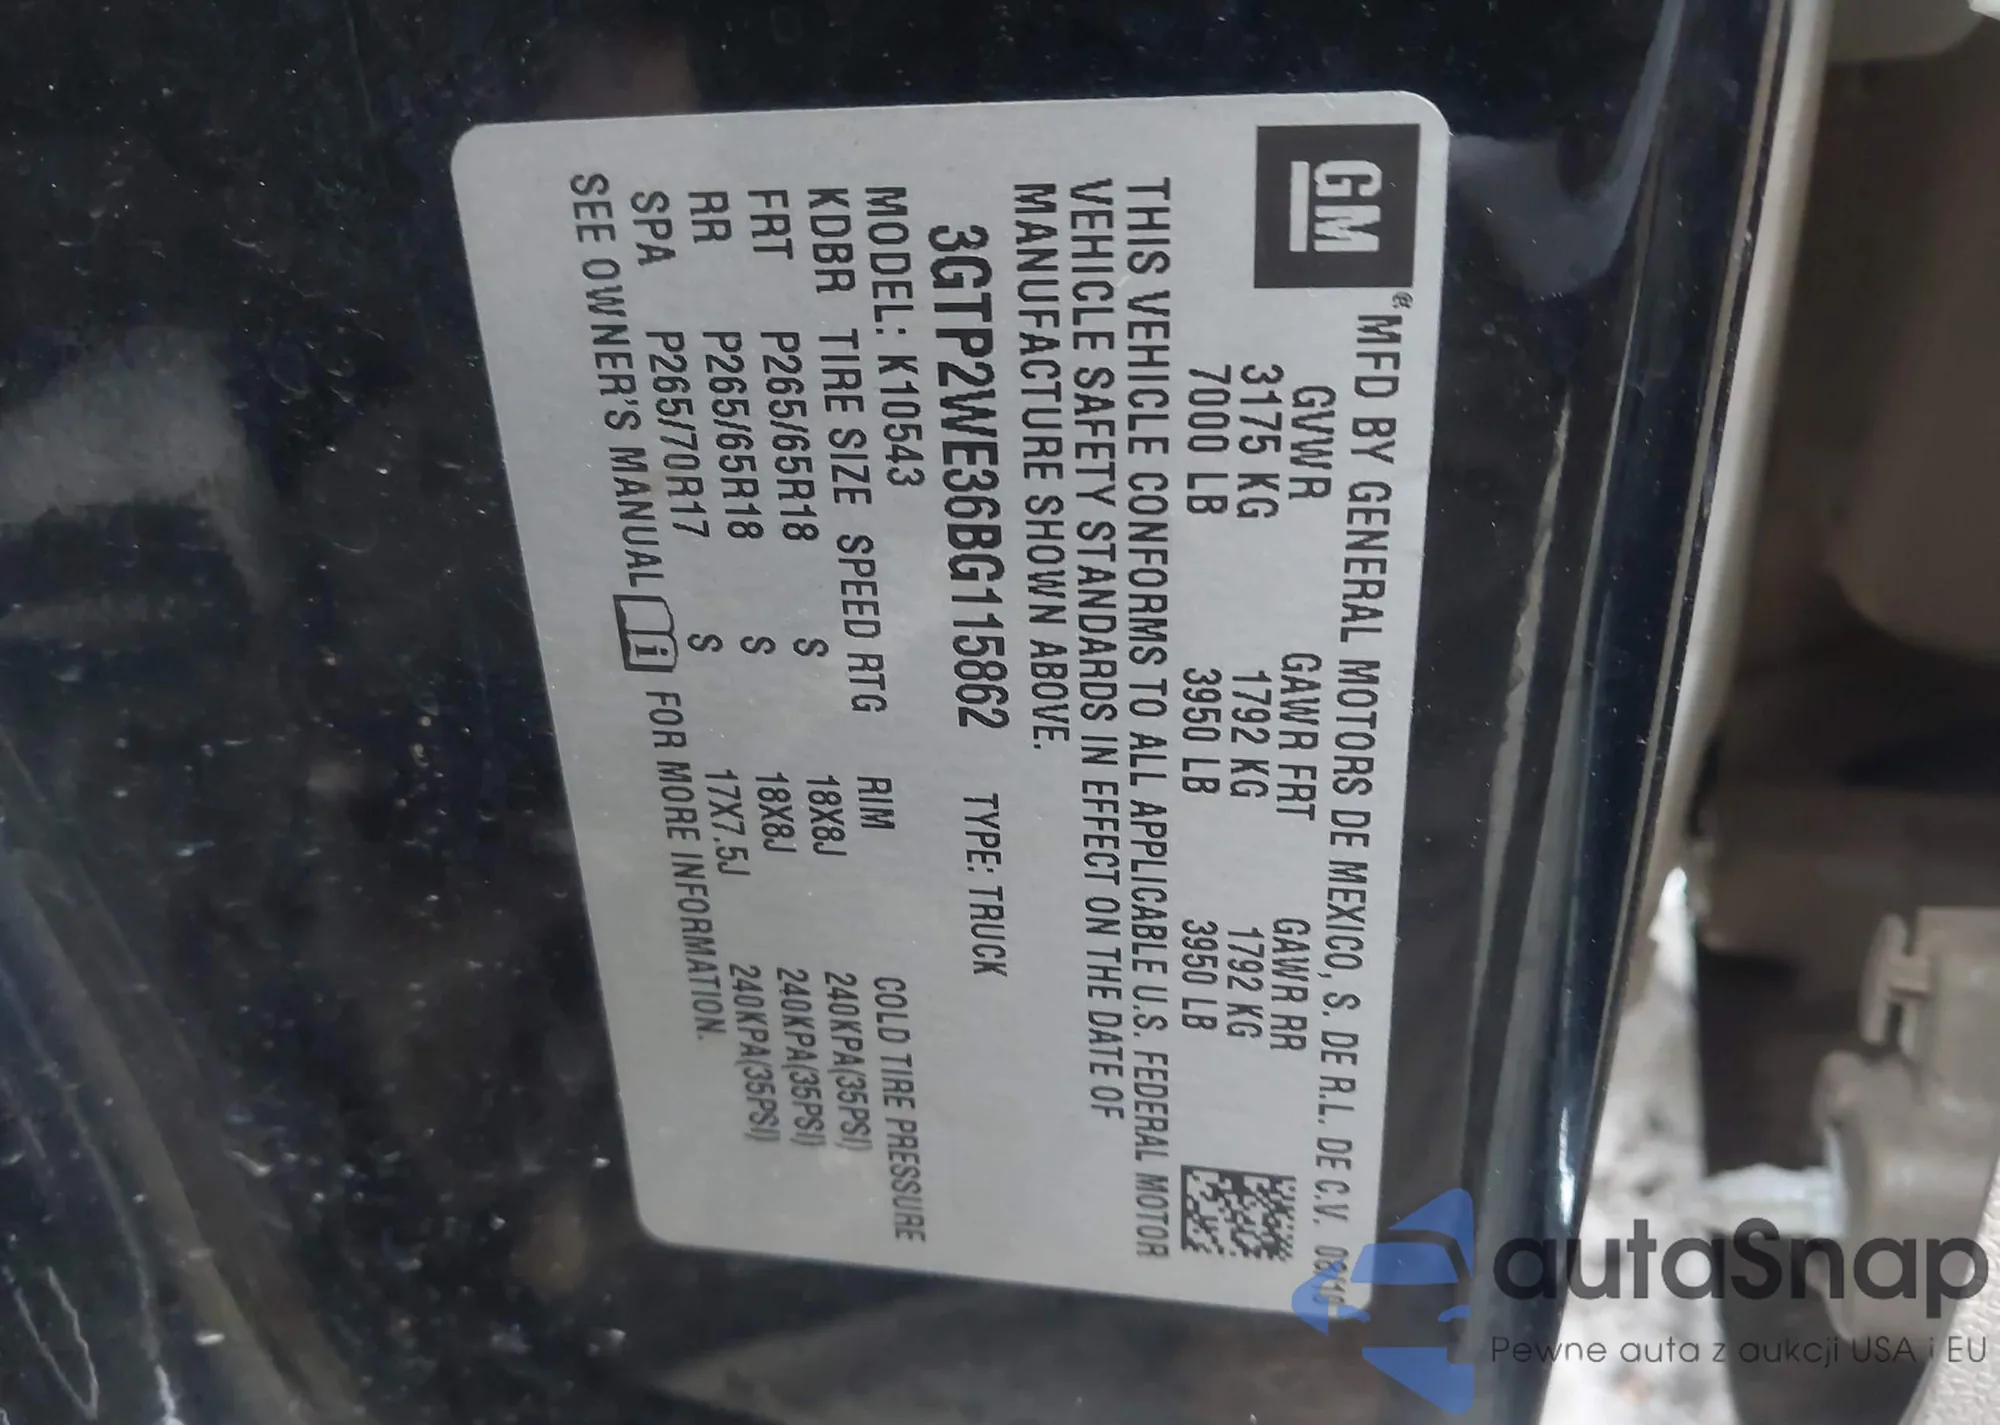 GM
®
MFD BY GENERAL MOTORS DE MEXICO, S. DE R.L. DE C.V. 08/10
GVWR GAWR FRT GAWR RR
3175 KG 1792 KG 1792 KG
7000 LB 3950 LB 3950 LB
THIS VEHICLE CONFORMS TO ALL APPLICABLE U.S. FEDERAL MOTOR
VEHICLE SAFETY STANDARDS IN EFFECT ON THE DATE OF
MANUFACTURE SHOWN ABOVE.
3GTP2WE36BG115862 TYPE: TRUCK
MODEL: K10543
KDBR TIRE SIZE SPEED RTG RIM COLD TIRE PRESSURE
FRT P265/65R18 S 18X8J 240KPA(35PSI)
RR P265/65R18 S 18X8J 240KPA(35PSI)
SPA P265/70R17 S 17X7.5J 240KPA(35PSI)
SEE OWNER'S MANUAL i FOR MORE INFORMATION.
autaSnap
Pewne auta z aukcji USA i EU